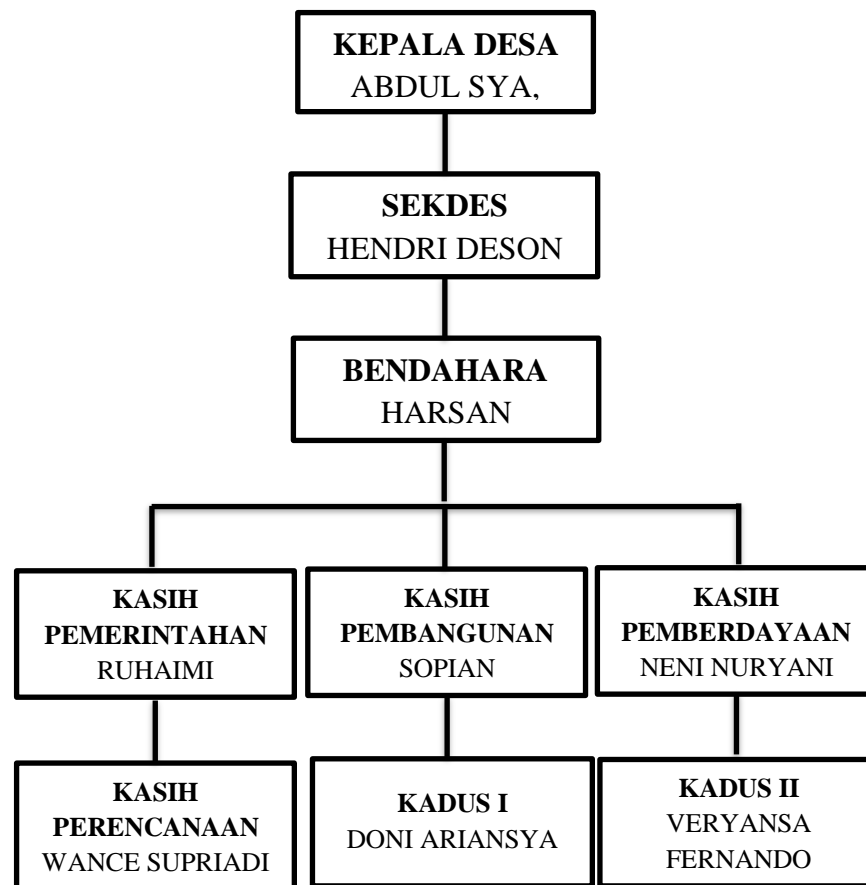 KEPALA DESA
ABDUL SYA,
SEKDES
HENDRI DESON
BENDAHARA
HARSAN
KASIH
PEMERINTAHAN
RUHAIMI
KASIH
PEMBANGUNAN
SOPIAN
KASIH
PEMBERDAYAAN
NENI NURYANI
KASIH
PERENCANAAN
WANCE SUPRIADI
KADUS I
DONI ARIANSYA
KADUS II
VERYANSA
FERNANDO